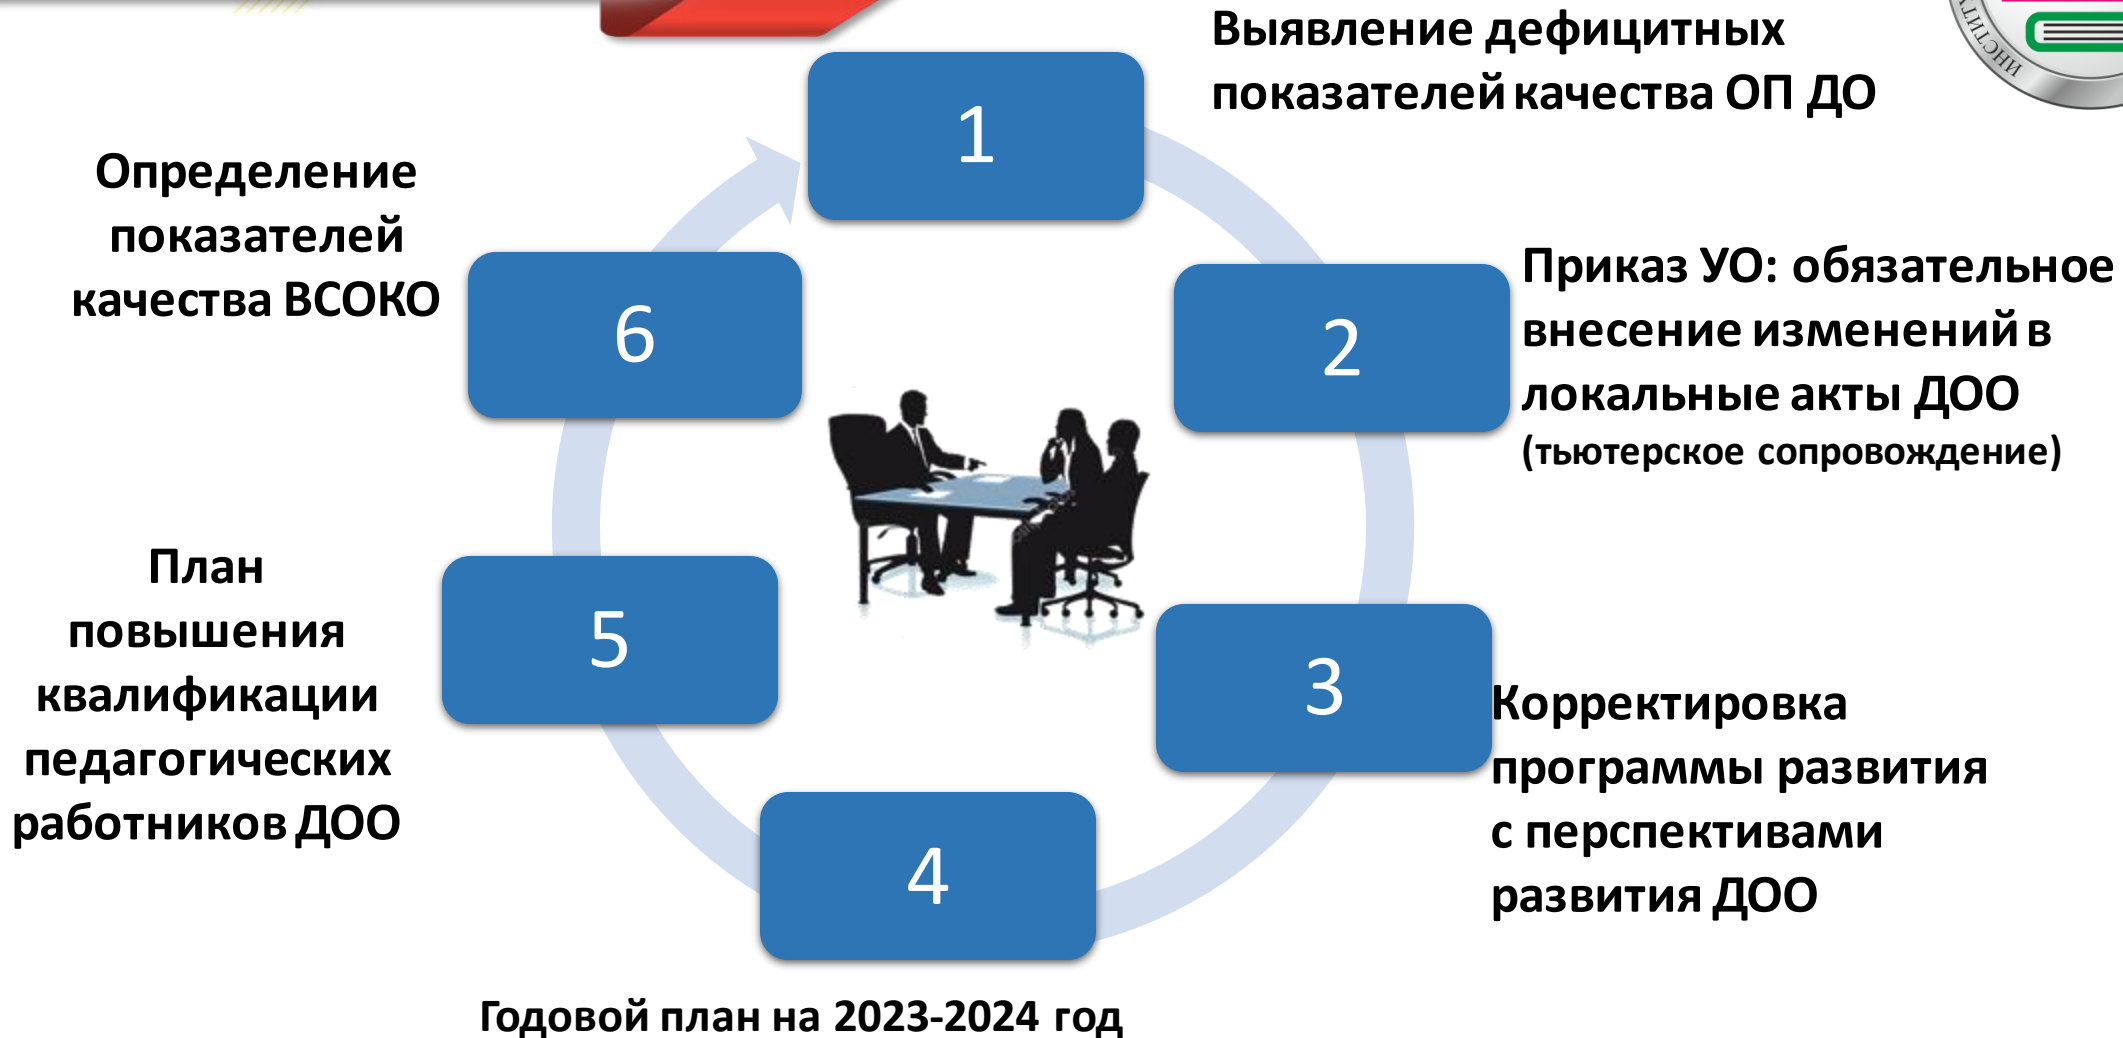 Выявление дефицитных
показателей качества ОП ДО
1
Определение
показателей
качества ВСОКО
6
2
Приказ УО: обязательное
внесение изменений в
локальные акты ДОО
(тьютерское сопровождение)
План
повышения
квалификации
педагогических
работников ДОО
5
3
Корректировка
программы развития
с перспективами
развития ДОО
4
Годовой план на 2023-2024 год